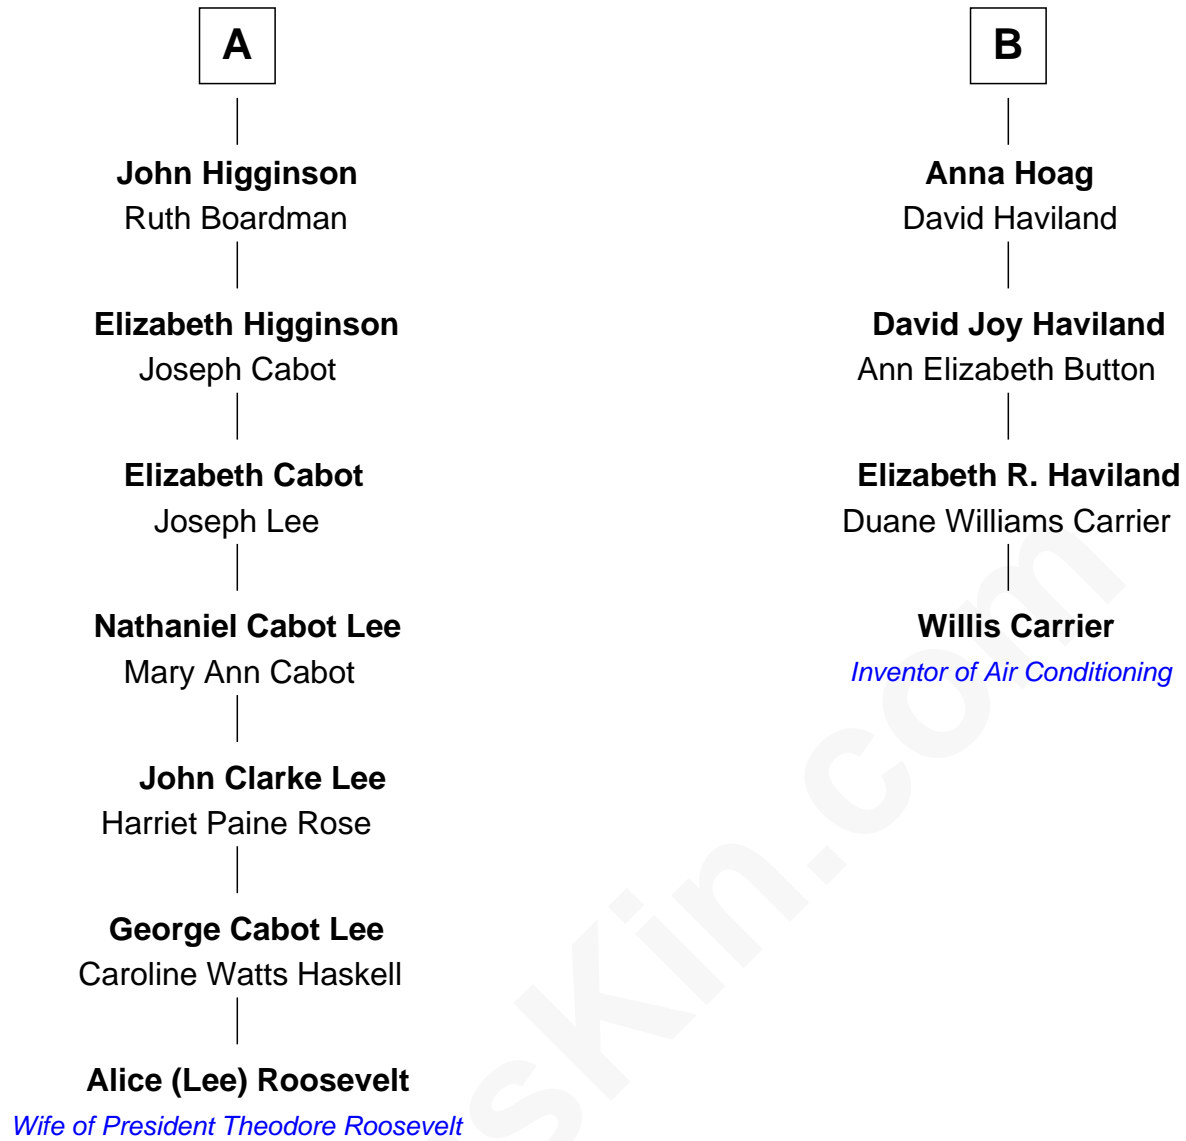 A
John Higginson
Ruth Boardman
Elizabeth Higginson
Joseph Cabot
Elizabeth Cabot
Joseph Lee
Nathaniel Cabot Lee
Mary Ann Cabot
John Clarke Lee
Harriet Paine Rose
George Cabot Lee
Caroline Watts Haskell
Alice (Lee) Roosevelt
Wife of President Theodore Roosevelt
B
Anna Hoag
David Haviland
David Joy Haviland
Ann Elizabeth Button
Elizabeth R. Haviland
Duane Williams Carrier
Willis Carrier
Inventor of Air Conditioning
sKin.com